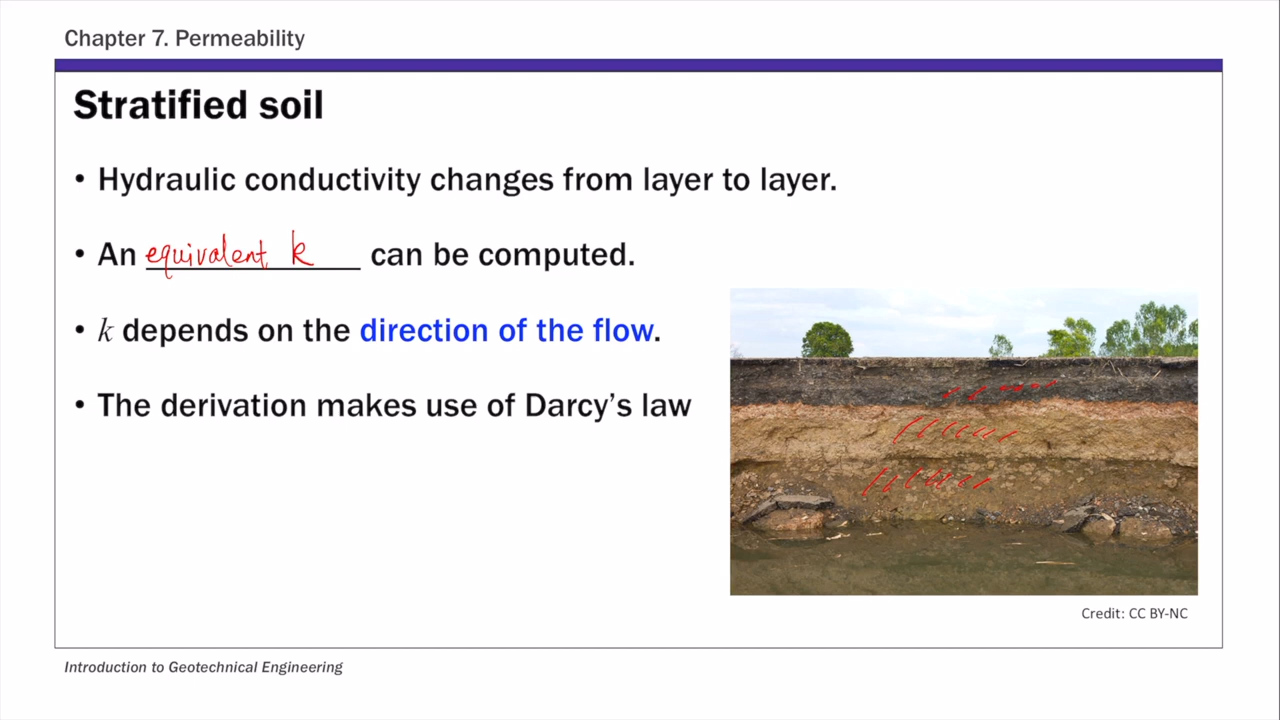 Chapter 7. Permeability
Stratified soil
• Hydraulic conductivity changes from layer to layer.
• An equivalent k can be computed.
• k depends on the direction of the flow.
• The derivation makes use of Darcy's law
Credit: CC BY-NC
Introduction to Geotechnical Engineering